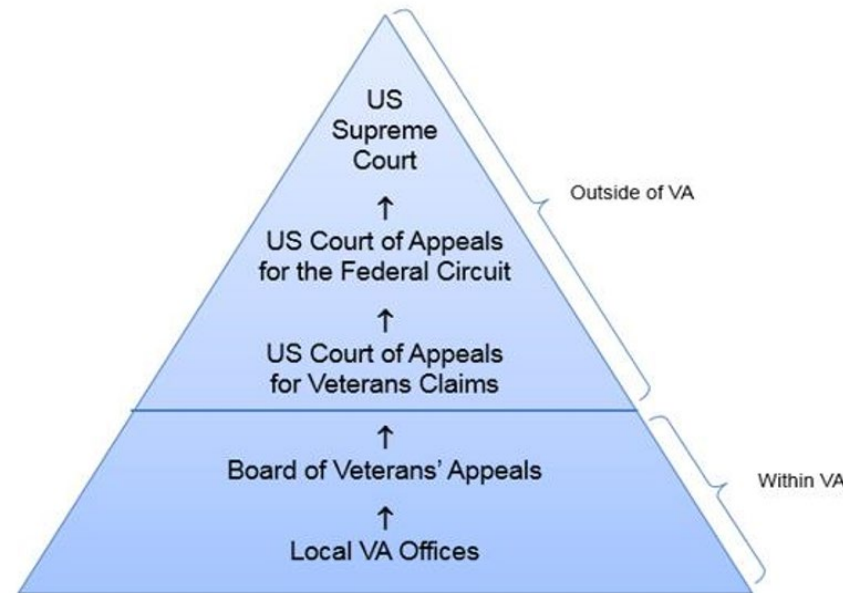 US
Supreme
Court
↑
US Court of Appeals
for the Federal Circuit
↑
US Court of Appeals
for Veterans Claims
↑
Board of Veterans' Appeals
↑
Local VA Offices
Outside of VA
Within VA